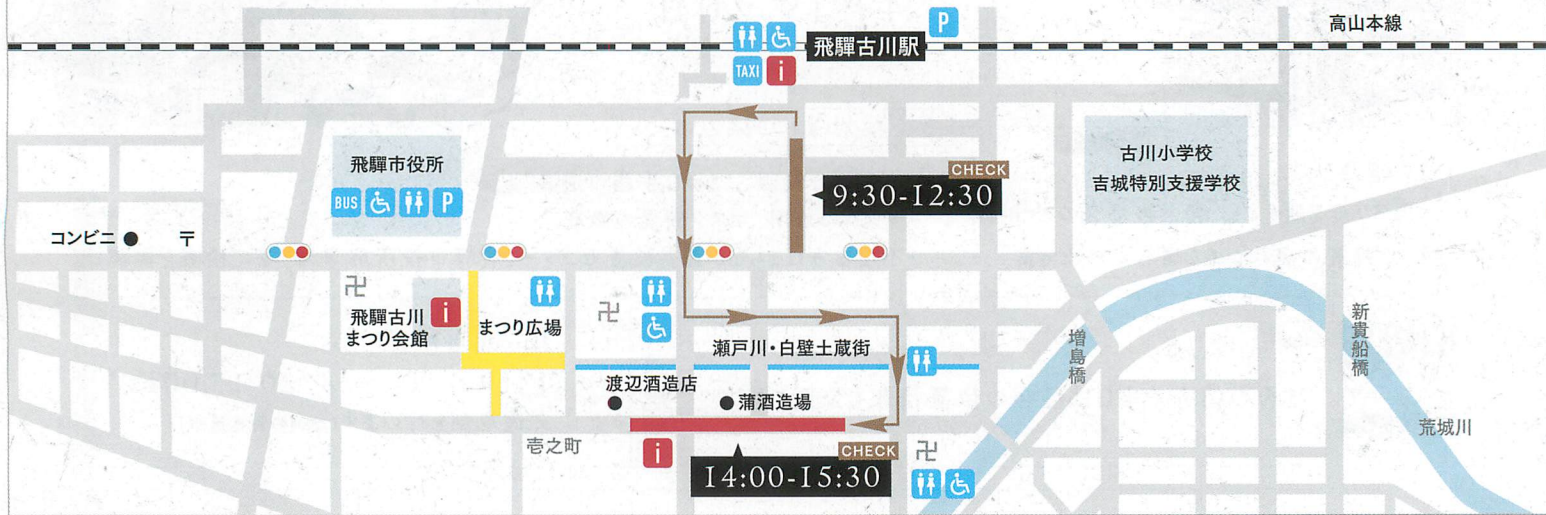 高山本線
P
飛驒古川駅
TAXI
i
飛驒市役所
BUS
P
古川小学校
吉城特別支援学校
CHECK
9:30-12:30
コンビニ
〒
卍
飛驒古川
まつり会館
i
まつり広場
卍
瀬戸川・白壁土蔵街
増島橋
新貴船橋
渡辺酒造店
蒲酒造場
荒城川
壱之町
i
CHECK
14:00-15:30
卍